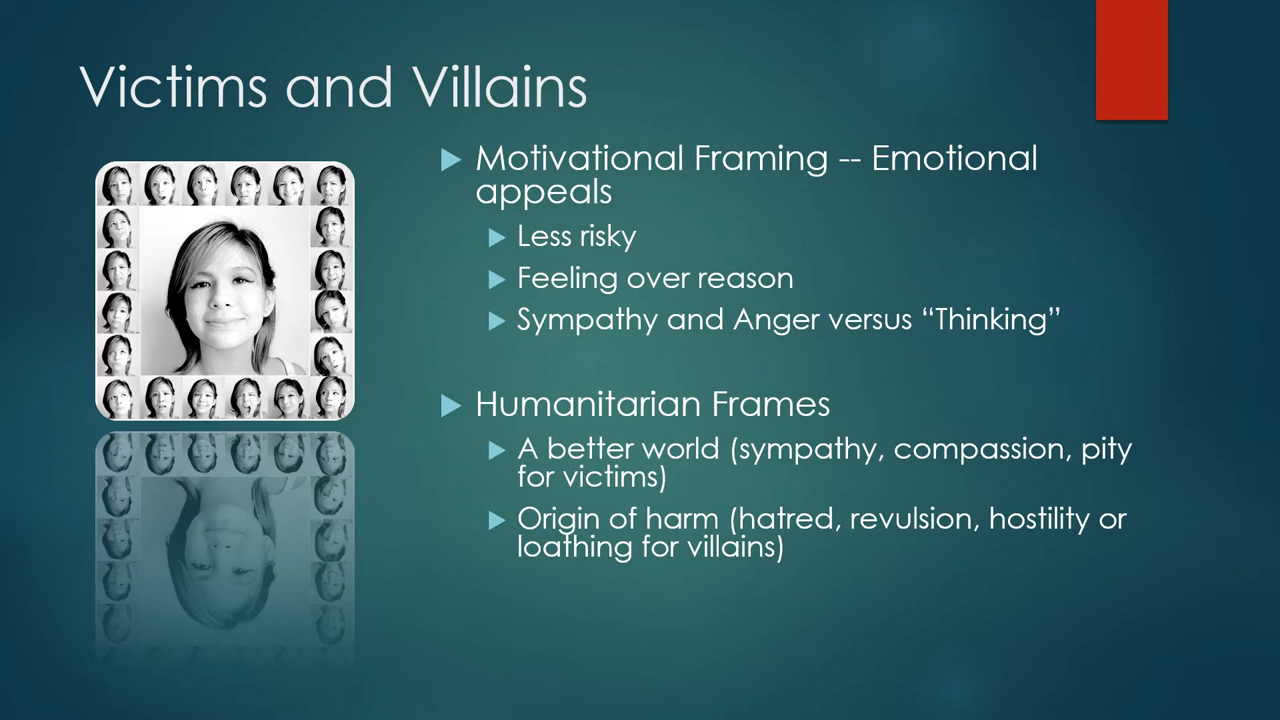 Victims and Villains
Motivational Framing -- Emotional
appeals
Less risky
Feeling over reason
Sympathy and Anger versus “Thinking”
Humanitarian Frames
A better world (sympathy, compassion, pity
for victims)
Origin of harm (hatred, revulsion, hostility or
loathing for villains)